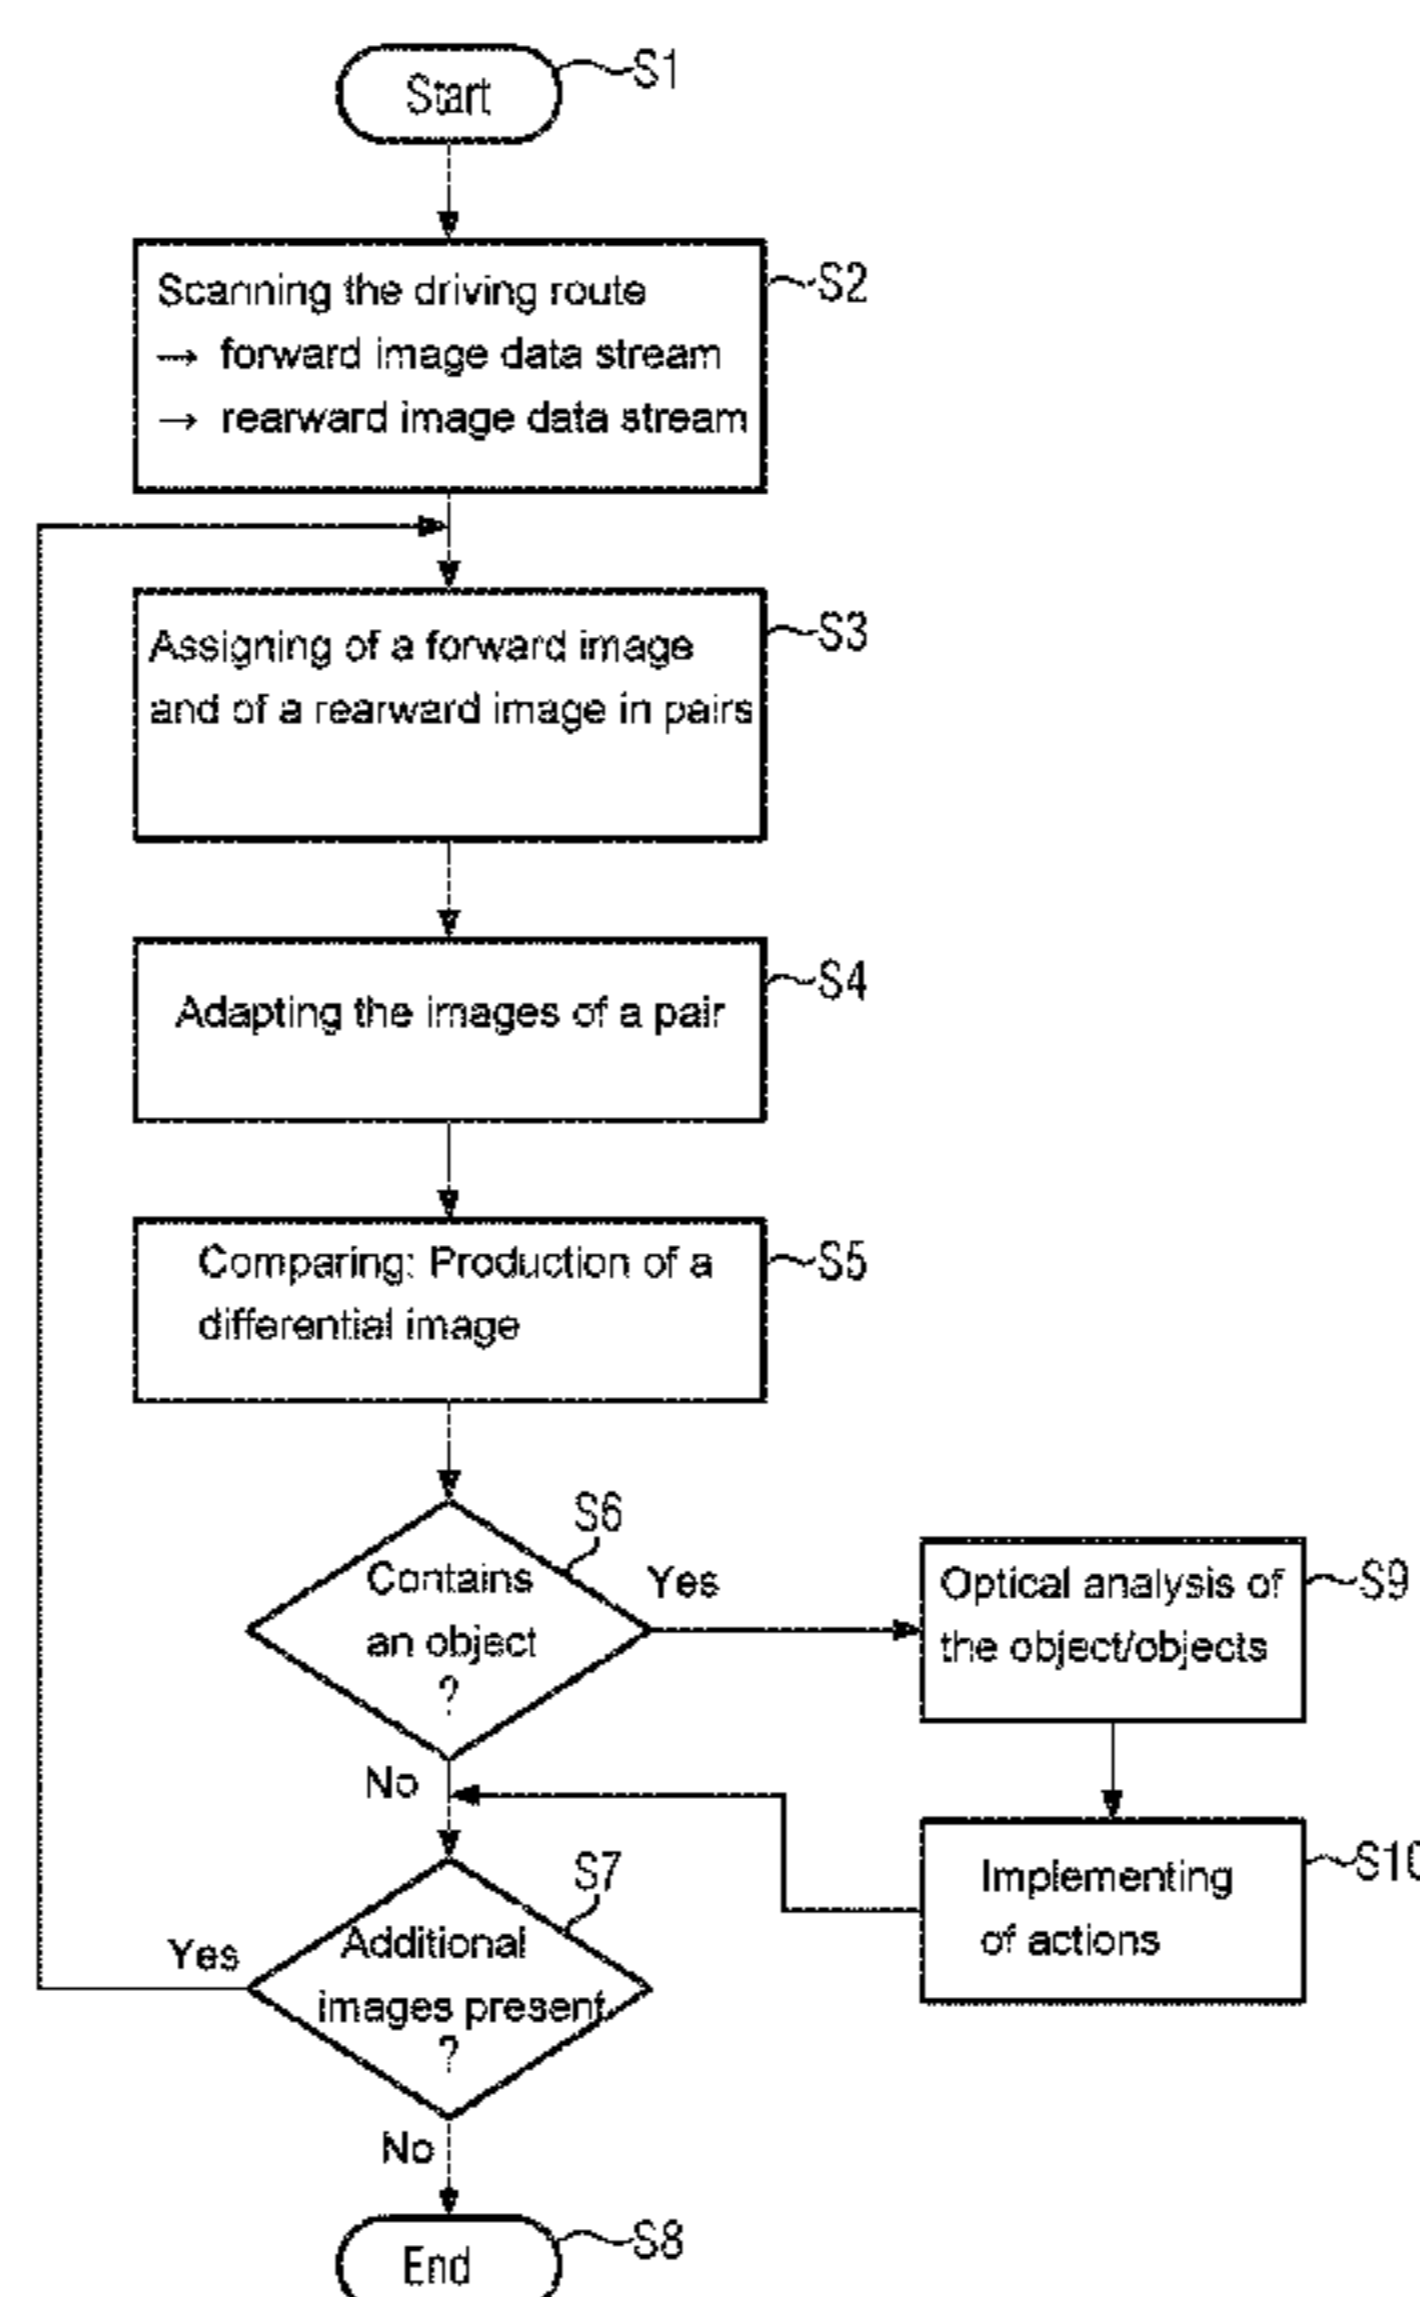 Start
S1
Scanning the driving route
→ forward image data stream
→ rearward image data stream
S2
Assigning of a forward image
and of a rearward image in pairs
S3
Adapting the images of a pair
S4
Comparing: Production of a
differential image
S5
S6
Contains
an object
?
Yes
No
Optical analysis of
the object/objects
S9
Implementing
of actions
S10
S7
Additional
images present
?
Yes
No
End
S8